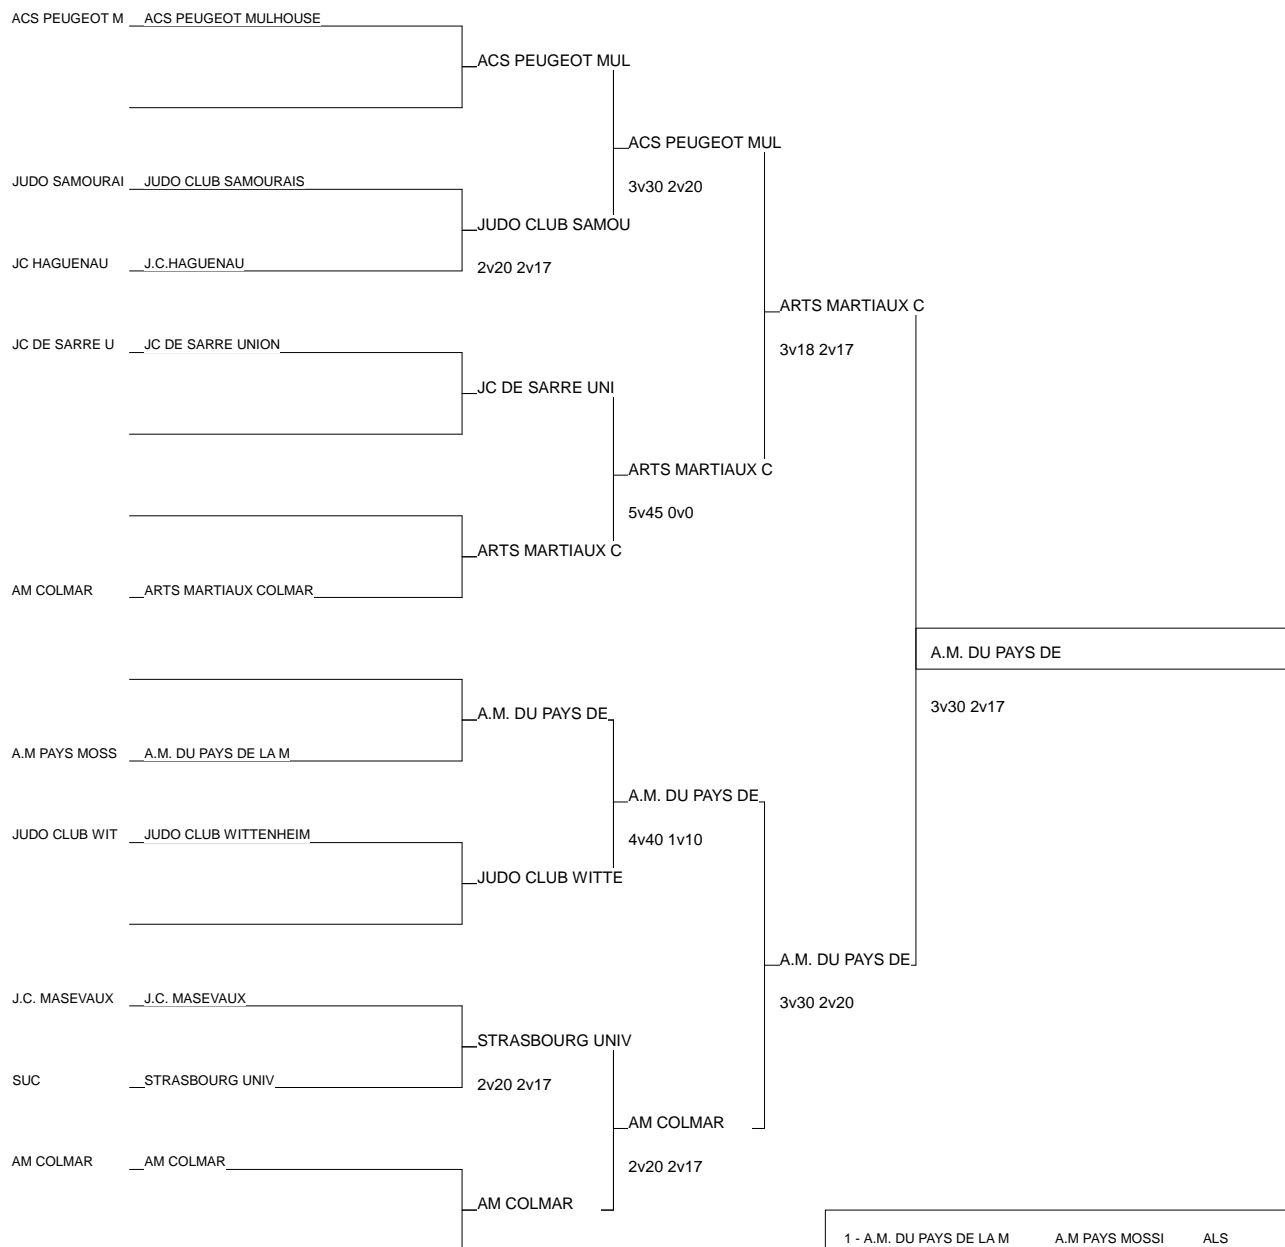 ACS PEUGEOT M ACS PEUGEOT MULHOUSE
ACS PEUGEOT MUL
ACS PEUGEOT MUL
JUDO SAMOURAI JUDO CLUB SAMOURAIS
3v30 2v20
JUDO CLUB SAMOU
JC HAGUENAU J.C.HAGUENAU
2v20 2v17
ARTS MARTIAUX C
JC DE SARRE U JC DE SARRE UNION
3v18 2v17
JC DE SARRE UNI
ARTS MARTIAUX C
5v45 0v0
ARTS MARTIAUX C
AM COLMAR ARTS MARTIAUX COLMAR
A.M. DU PAYS DE
3v30 2v17
A.M. DU PAYS DE
A.M PAYS MOSS A.M. DU PAYS DE LA M
A.M. DU PAYS DE
JUDO CLUB WIT JUDO CLUB WITTENHEIM
4v40 1v10
JUDO CLUB WITTE
A.M. DU PAYS DE
J.C. MASEVAUX J.C. MASEVAUX
3v30 2v20
STRASBOURG UNIV
SUC STRASBOURG UNIV
2v20 2v17
AM COLMAR
AM COLMAR AM COLMAR
2v20 2v17
AM COLMAR
1 - A.M. DU PAYS DE LA M A.M PAYS MOSSI ALS